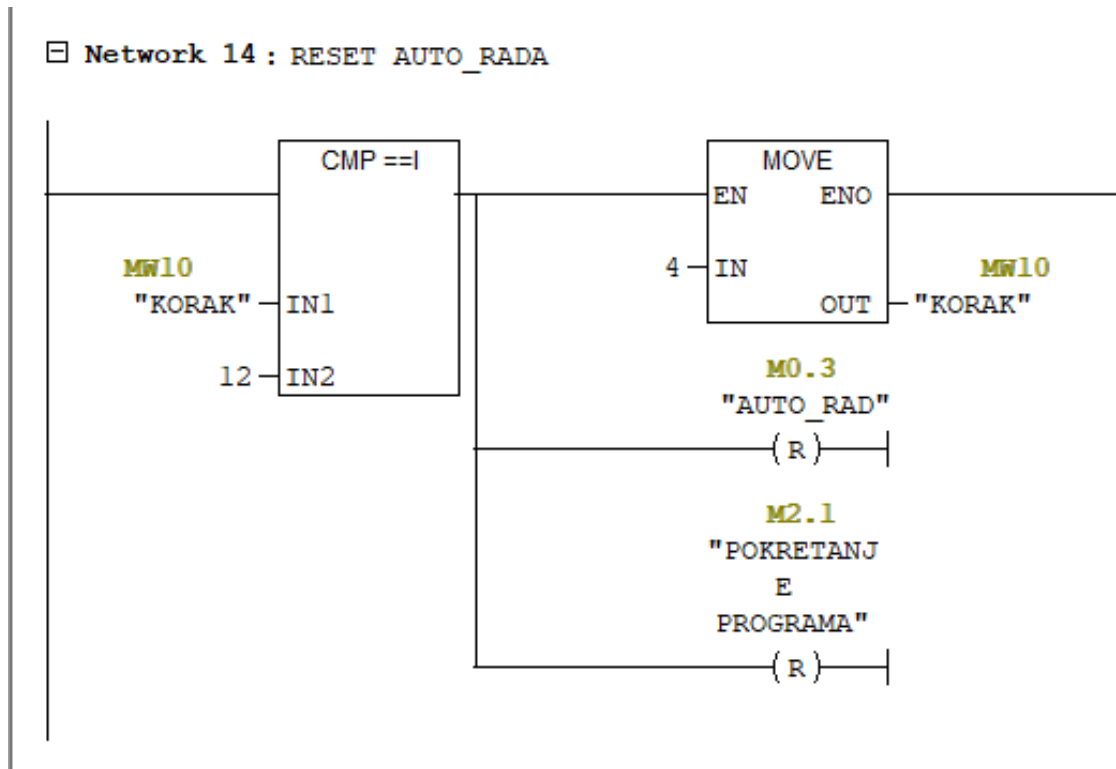 Network 14 : RESET AUTO_RADA
CMP ==I
MOVE
EN ENO
MW10
"KORAK"
IN1
4
IN
MW10
OUT
"KORAK"
12
IN2
M0.3
"AUTO_RAD"
R
M2.1
"POKRETANJ
E
PROGRAMA"
R